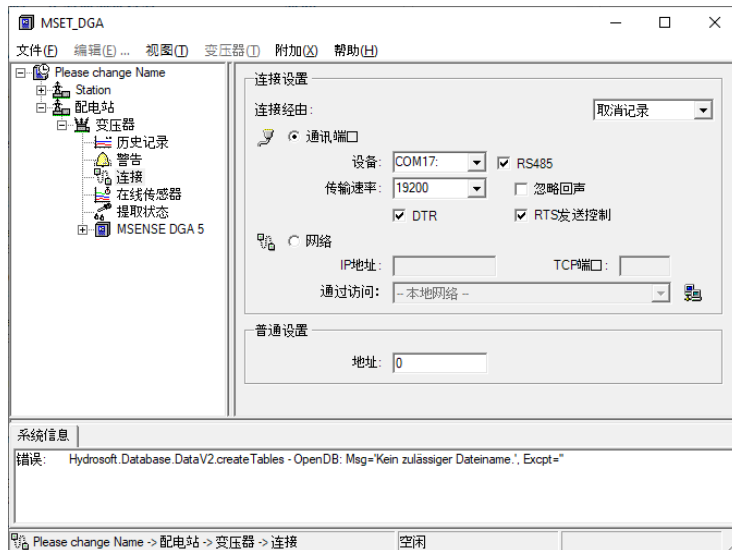 MSET_DGA
文件(F) 编辑(E) ... 视图(T) 变压器(T) 附加(X) 帮助(H)
Please change Name
Station
配电站
变压器
历史记录
警告
连接
在线传感器
提取状态
MSENSE DGA 5
连接设置
连接经由:
取消记录
通讯端口
设备: COM17: RS485
传输速率: 19200 忽略回声
DTR RTS发送控制
网络
IP地址: TCP端口:
通过访问: -- 本地网络 --
普通设置
地址: 0
系统信息
错误: Hydrosoft.Database.DataV2.createTables - OpenDB: Msg='Kein zulässiger Dateiname.', Excpt=''
Please change Name -> 配电站 -> 变压器 -> 连接 空闲